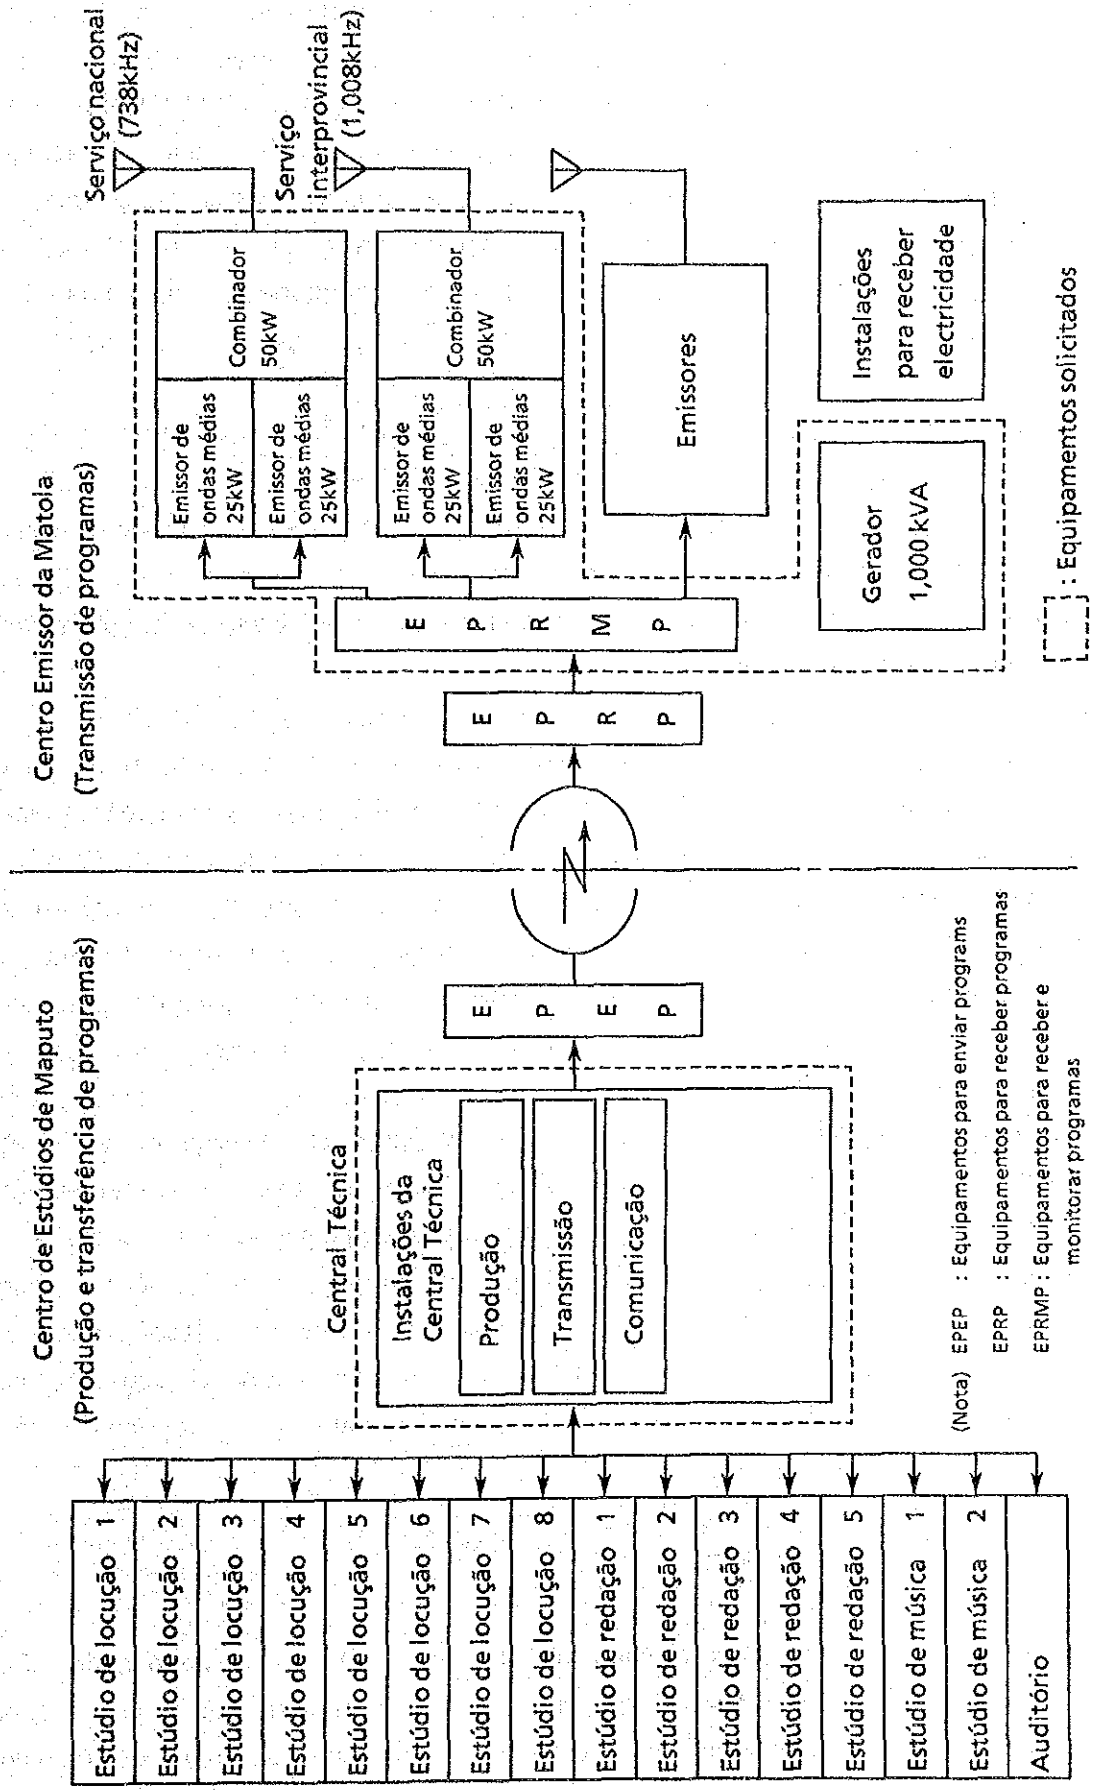 Centro de Estúdios de Maputo
(Produção e transferência de programas)
Estúdio de locução 1
Estúdio de locução 2
Estúdio de locução 3
Estúdio de locução 4
Estúdio de locução 5
Estúdio de locução 6
Estúdio de locução 7
Estúdio de locução 8
Estúdio de redação 1
Estúdio de redação 2
Estúdio de redação 3
Estúdio de redação 4
Estúdio de redação 5
Estúdio de música 1
Estúdio de música 2
Auditório
Central Técnica
Instalações da
Central Técnica
Produção
Transmissão
Comunicação
E P E P
(Nota) EPEP : Equipamentos para enviar programs
EPRP : Equipamentos para receber programas
EPRMP : Equipamentos para receber e
monitorar programas
Centro Emissor da Matola
(Transmissão de programas)
E P R P
E P R M P
Emissor de
ondas médias
25kW
Emissor de
ondas médias
25kW
Combinador
50kW
Serviço nacional
(738kHz)
Emissor de
ondas médias
25kW
Emissor de
ondas médias
25kW
Combinador
50kW
Serviço
interprovincial
(1,008kHz)
Emissores
Gerador
1,000 kVA
Instalações
para receber
electricidade
: Equipamentos solicitados